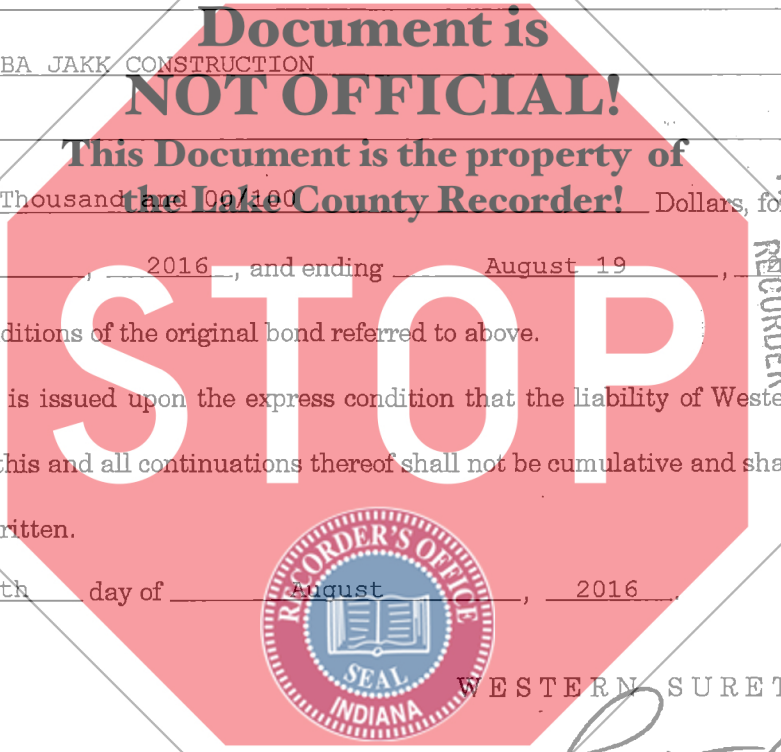 Document is
BA JAKK CONSTRUCTION
NOT OFFICIAL!
This Document is the property of
the Lake County Recorder!
Thousand and 00/100 Dollars, fo
, 2016, and ending August 19, 2
RECORDER
STOP
ditions of the original bond referred to above.
is issued upon the express condition that the liability of Weste
this and all continuations thereof shall not be cumulative and sha
ritten.
th day of August, 2016.
RECORDER'S OFFICE
SEAL
INDIANA
WESTERN SURET